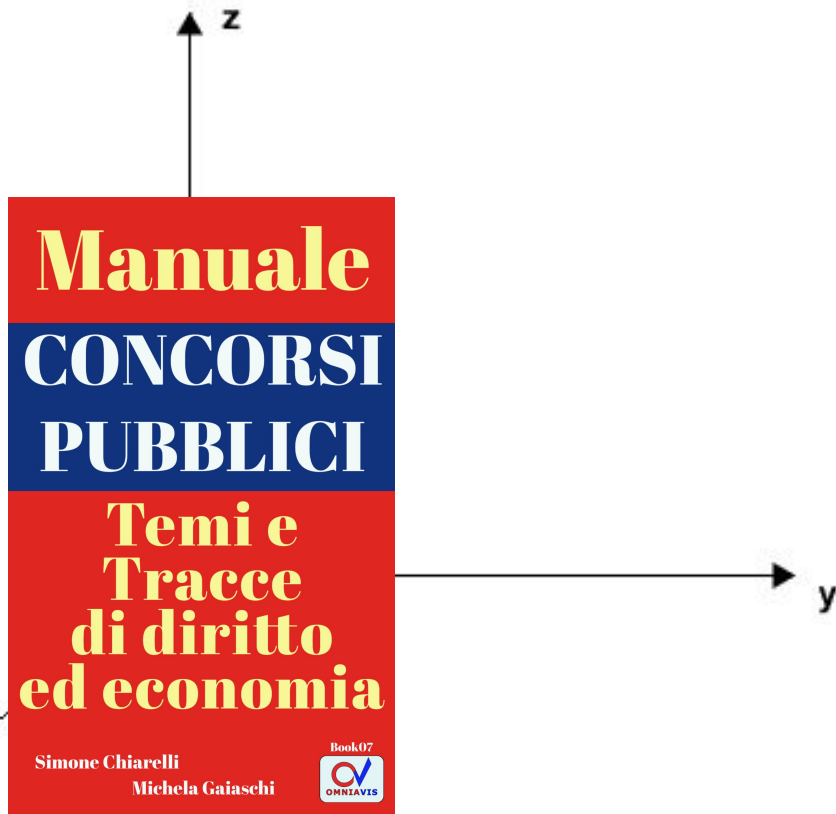 z
Manuale
CONCORSI
PUBBLICI
Temi e
Tracce
di diritto
ed economia
y
Book07
Simone Chiarelli
Michela Gaiaschi
OMNIAVIS